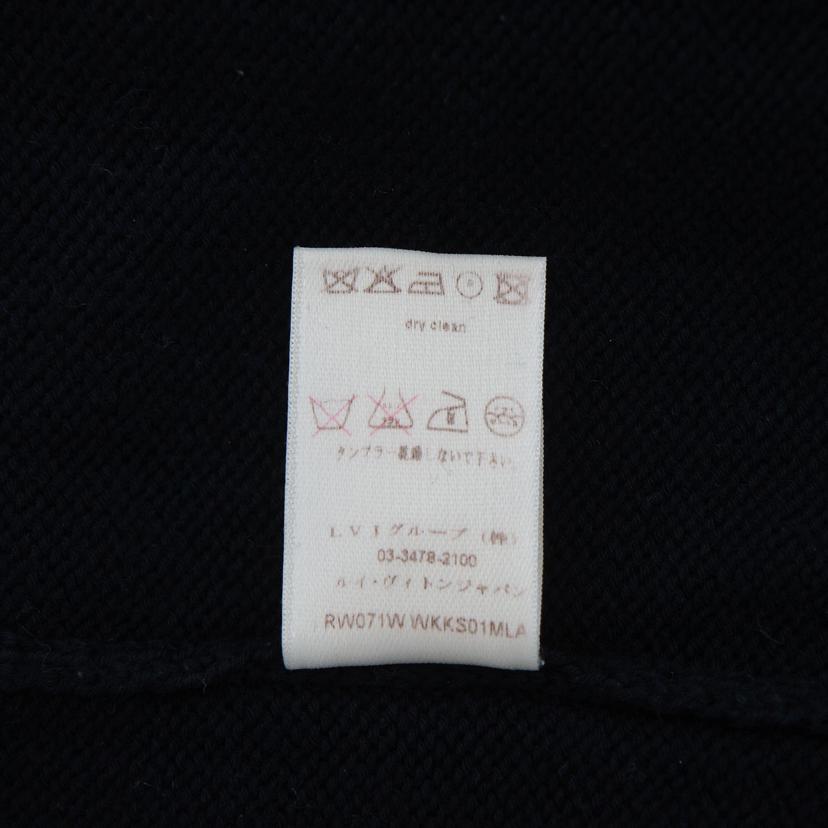 dry clean
タンブラー乾燥しないで下さい。
LVJグループ(株)
03-3478-2100
ルイ・ヴィトンジャパン
RW071W WKKS01MLA